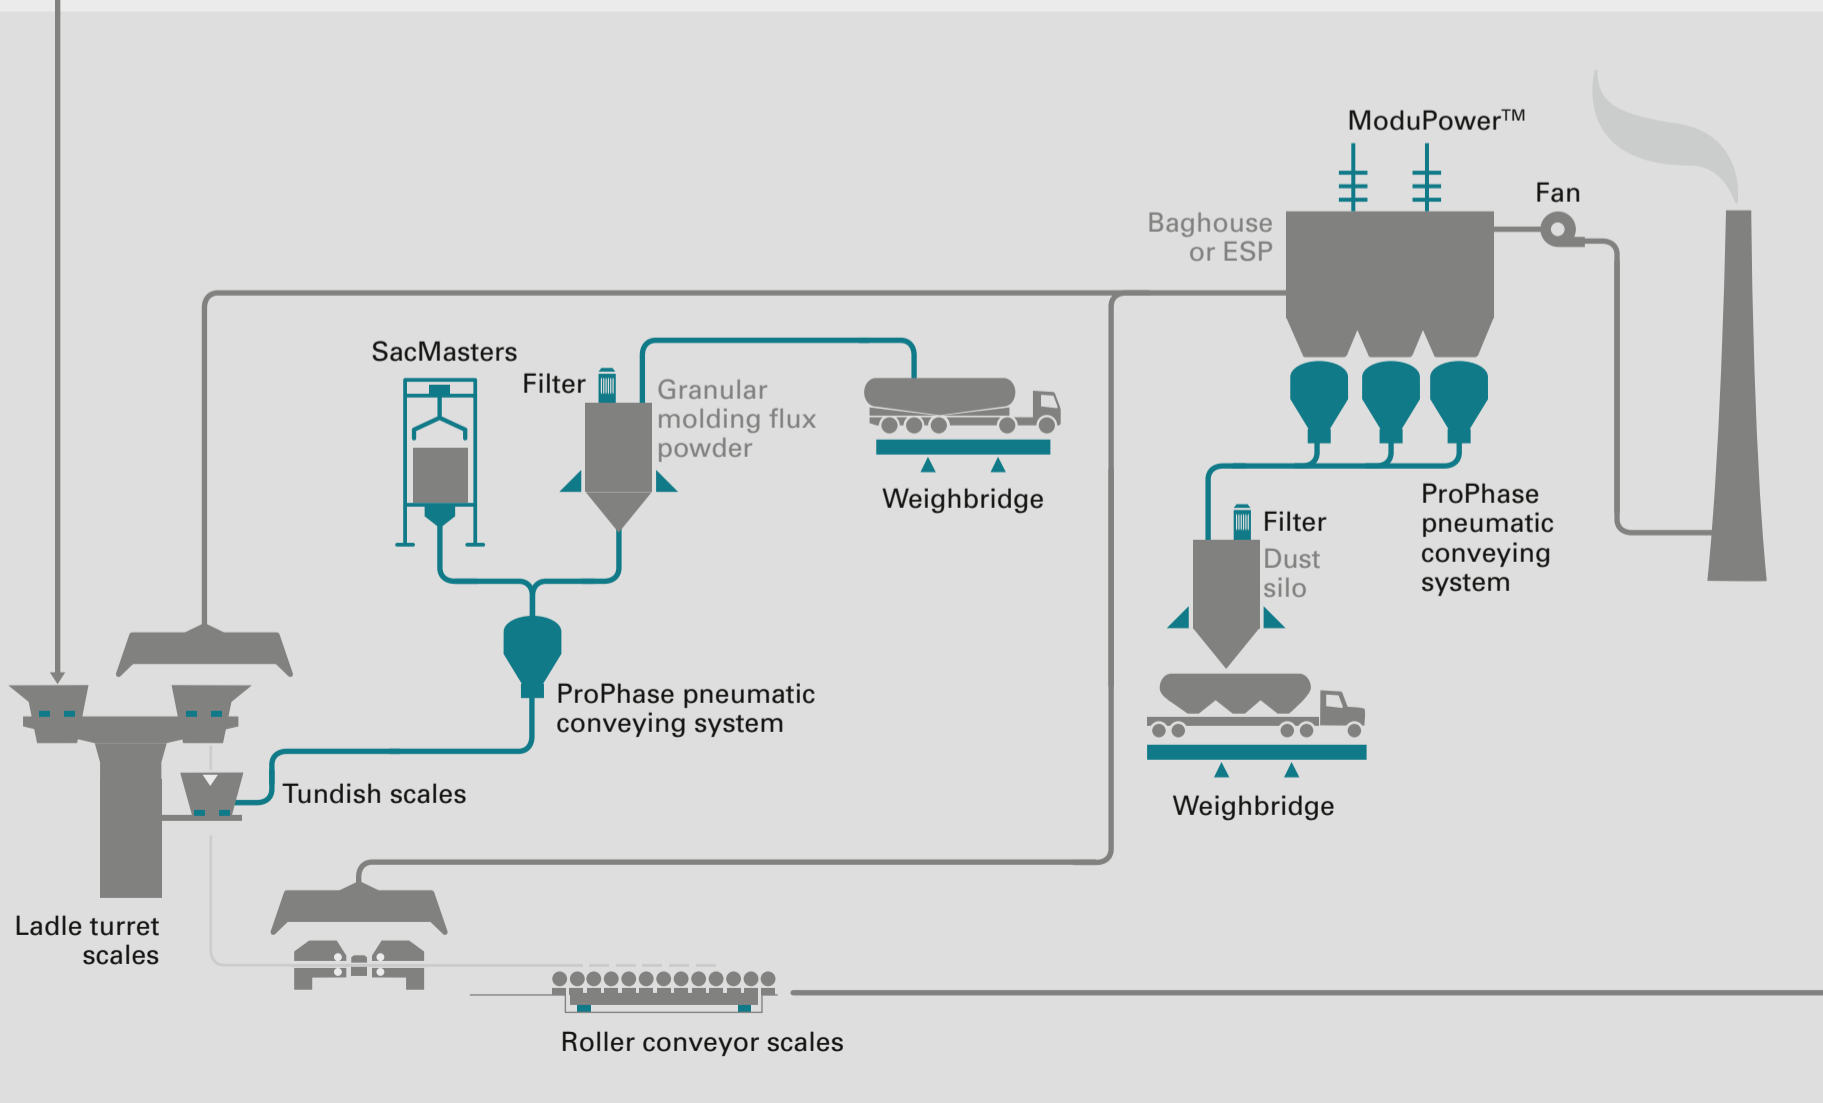 ModuPower™
Fan
Baghouse
or ESP
SacMasters
Filter
Granular
molding flux
powder
Weighbridge
ProPhase
pneumatic
conveying
system
Filter
Dust
silo
ProPhase pneumatic
conveying system
Tundish scales
Weighbridge
Ladle turret
scales
Roller conveyor scales